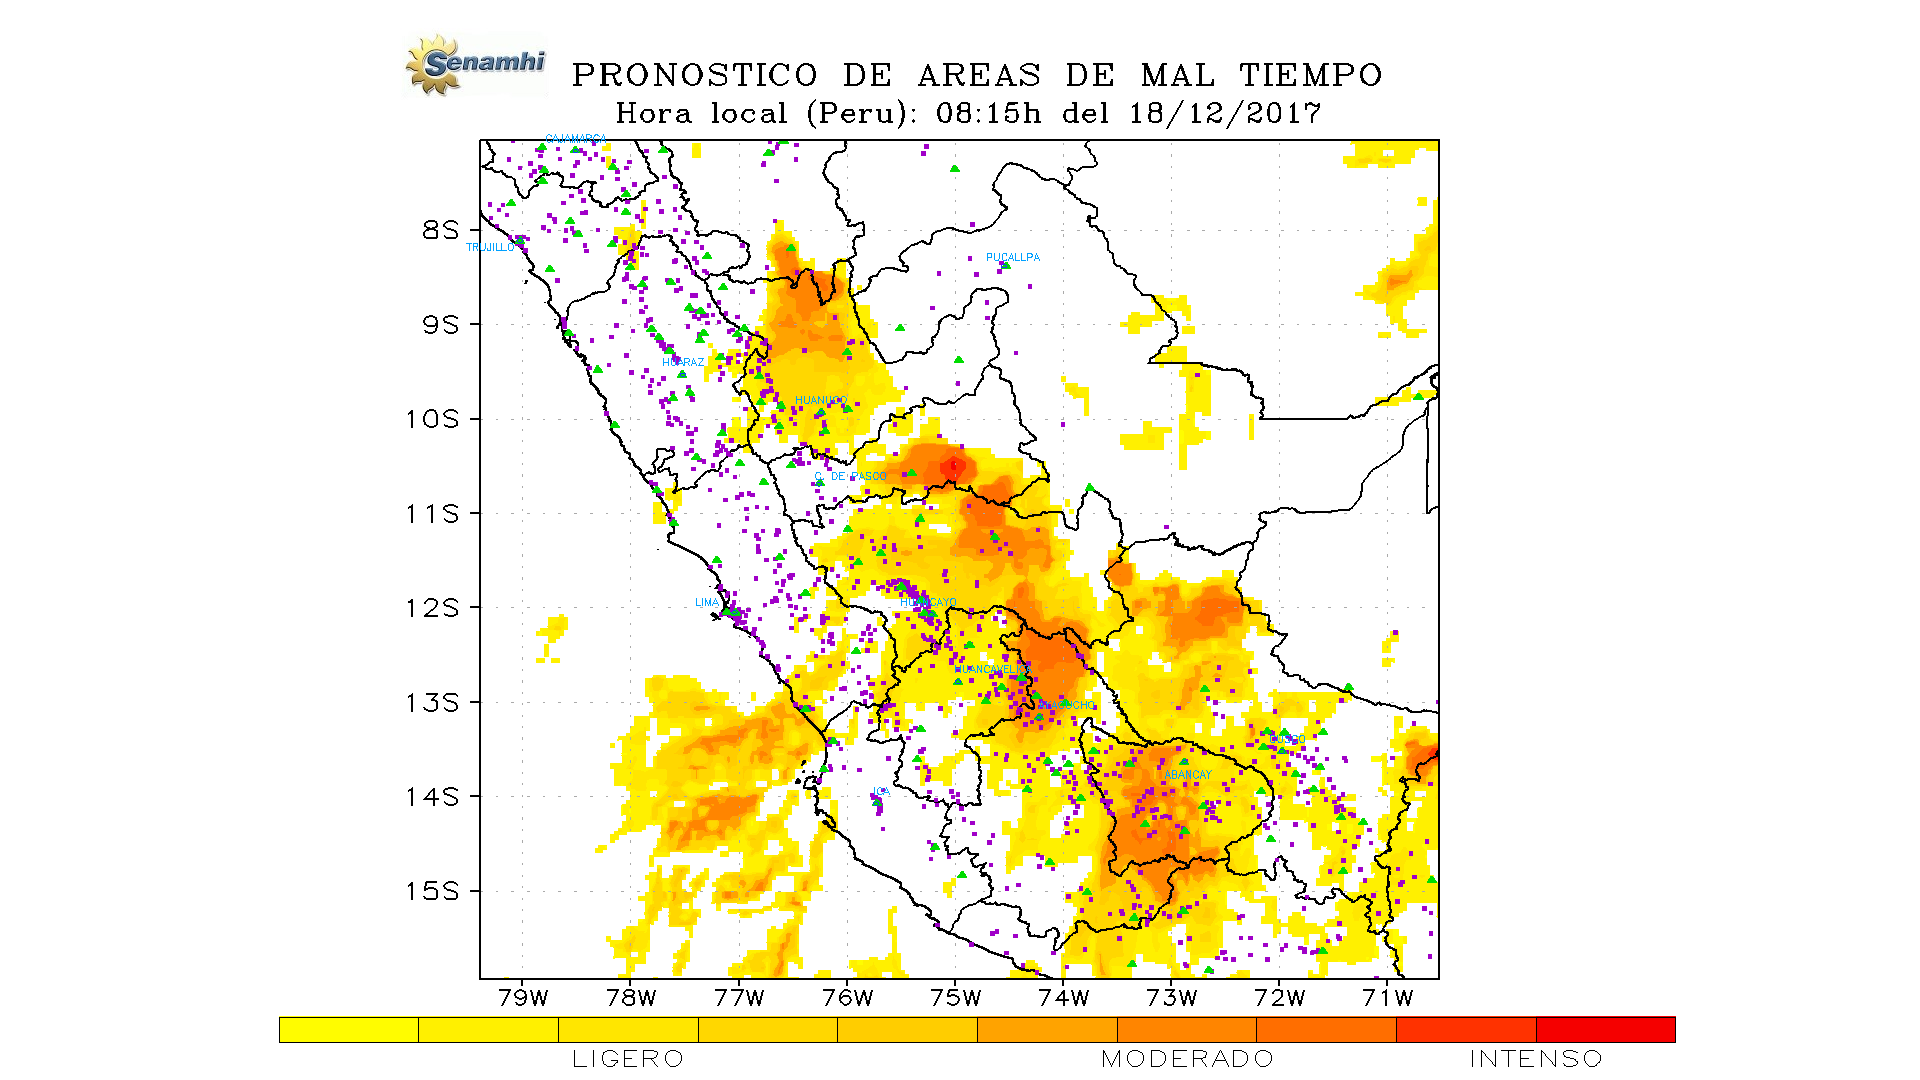 Senamhi
PRONOSTICO DE AREAS DE MAL TIEMPO
Hora local (Peru): 08:15h del 18/12/2017
CAJAMARCA
8S
TRUJILLO
PUCALLPA
9S
HUARAZ
HUANUCO
10S
C. DE PASCO
11S
12S
LIMA
HUANCAYO
HUANCAVELICA
13S
AYACUCHO
CUSCO
ABANCAY
14S
ICA
15S
79W 78W 77W 76W 75W 74W 73W 72W 71W
LIGERO MODERADO INTENSO